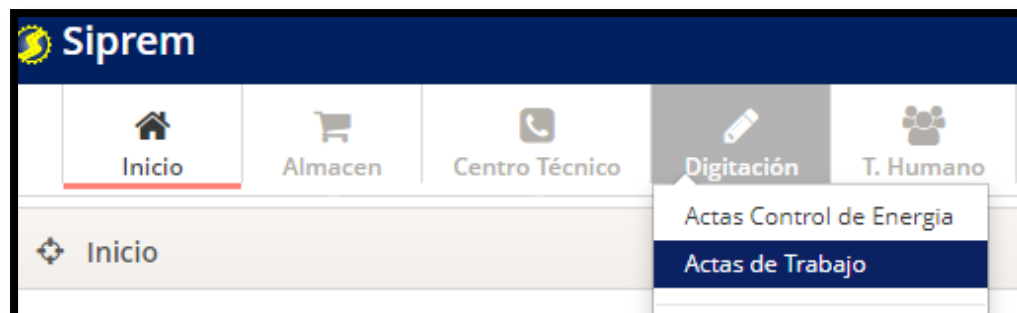 Siprem
Inicio
Almacen
Centro Técnico
Digitación
T. Humano
Inicio
Actas Control de Energia
Actas de Trabajo